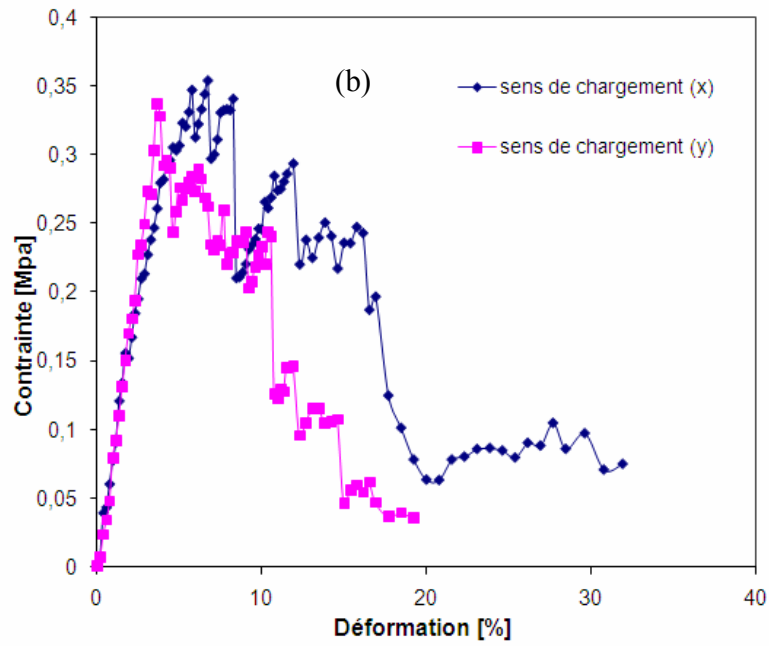 0,4
0,35
0,3
0,25
0,2
0,15
0,1
0,05
0
Contrainte [Mpa]
(b)
sens de chargement (x)
sens de chargement (y)
0
10
20
30
40
Déformation [%]